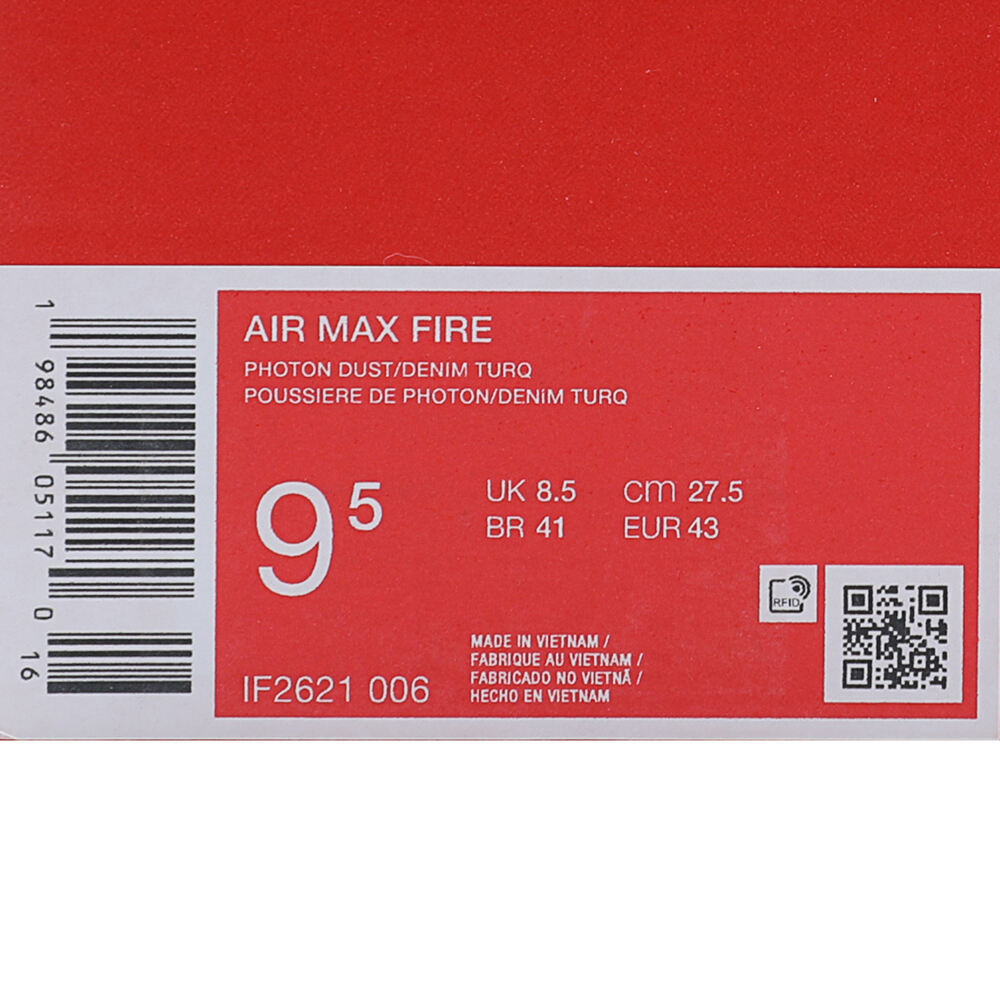 AIR MAX FIRE
PHOTON DUST/DENIM TURQ
POUSSIERE DE PHOTON/DENIM TURQ
9 5
UK 8.5 cm 27.5
BR 41 EUR 43
RFID
MADE IN VIETNAM /
FABRIQUE AU VIETNAM /
FABRICADO NO VIETNÃ /
HECHO EN VIETNAM
IF2621 006
1 98486 05117 0 16